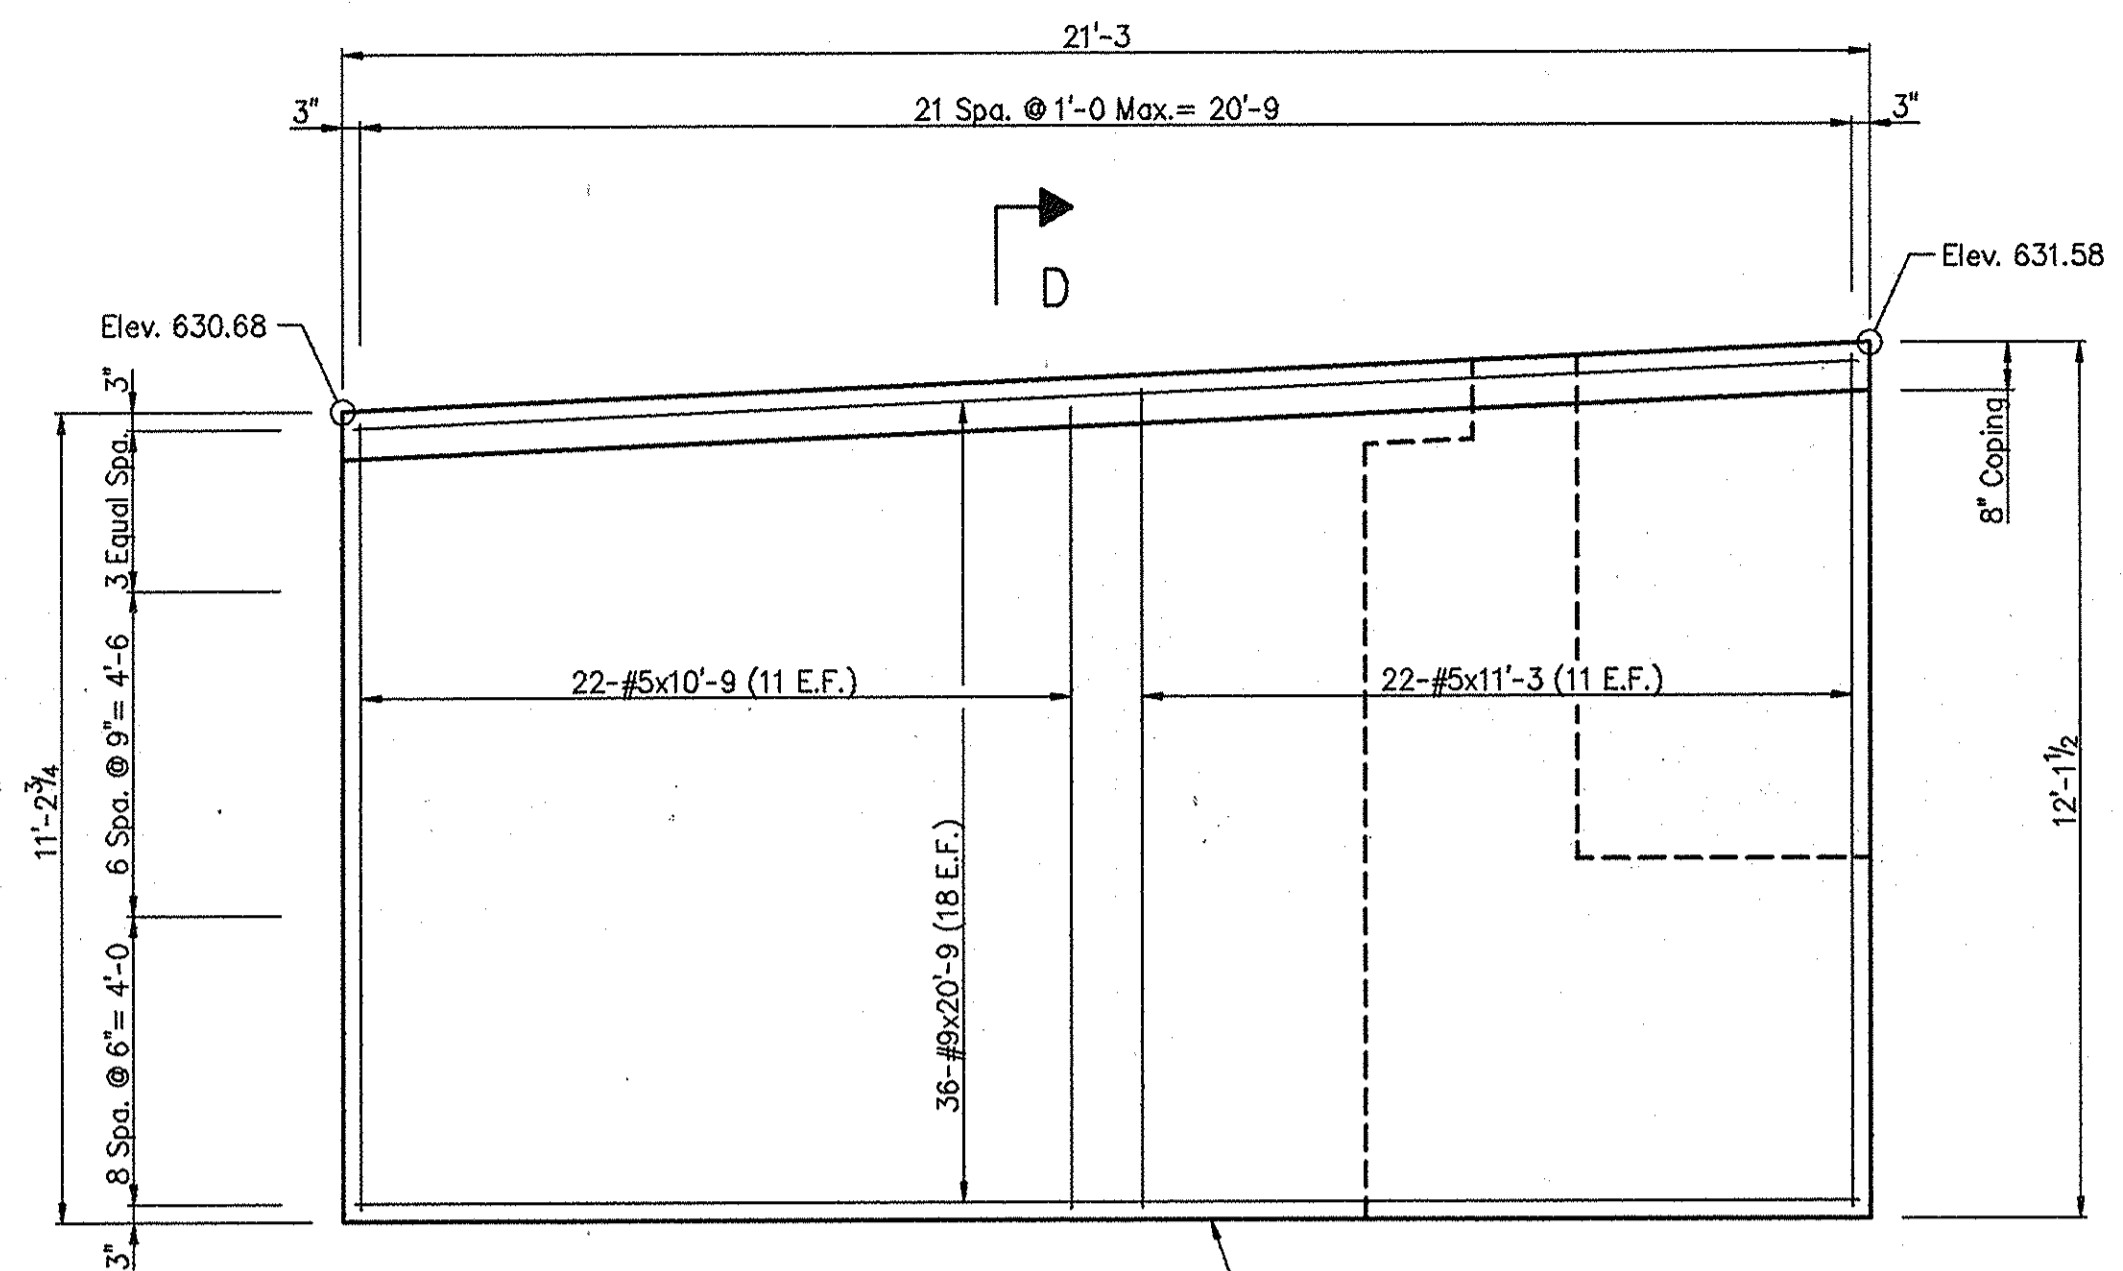 21'-3
3"
21 Spa. @ 1'-0 Max.= 20'-9
3"
D
Elev. 631.58
Elev. 630.68
3"
3 Equal Spa.
6 Spa. @ 9"= 4'-6
8 Spa. @ 6"= 4'-0
3"
11'-2¾
22-#5x10'-9 (11 E.F.)
36-#9x20'-9 (18 E.F.)
22-#5x11'-3 (11 E.F.)
8" Coping
12'-1½